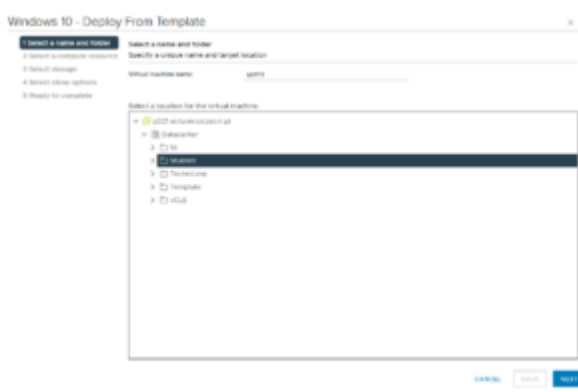 Windows 10 - Deploy From Template
1 Select a name and folder
2 Select a compute resource
3 Select storage
4 Select clone options
5 Ready to complete
Select a name and folder
Specify a unique name and target location
Virtual machine name:
Select a location for the virtual machine.
Datacenter
Template
vCLS
CANCEL
BACK
NEXT